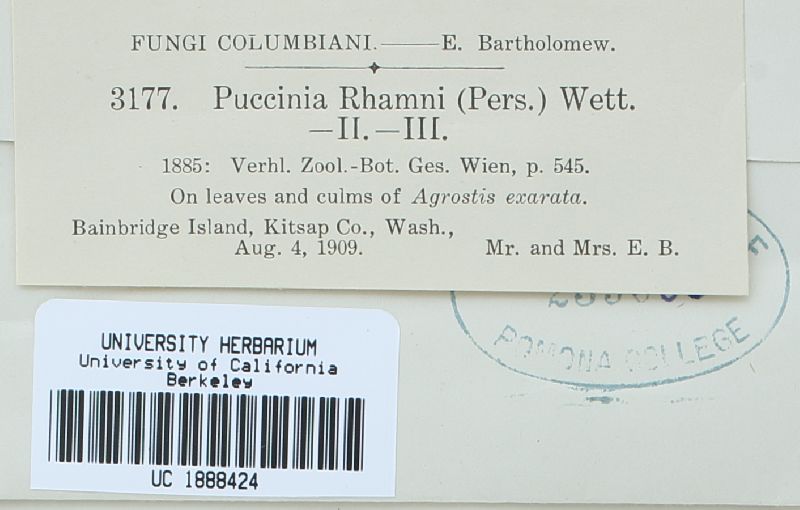 FUNGI COLUMBIANI.——E. Bartholomew.
3177. Puccinia Rhamni (Pers.) Wett.
—II.—III.
1885: Verhl. Zool.-Bot. Ges. Wien, p. 545.
On leaves and culms of Agrostis exarata.
Bainbridge Island, Kitsap Co., Wash.,
Aug. 4, 1909. Mr. and Mrs. E. B.
POMONA COLLEGE
UNIVERSITY HERBARIUM
University of California
Berkeley
UC 1888424